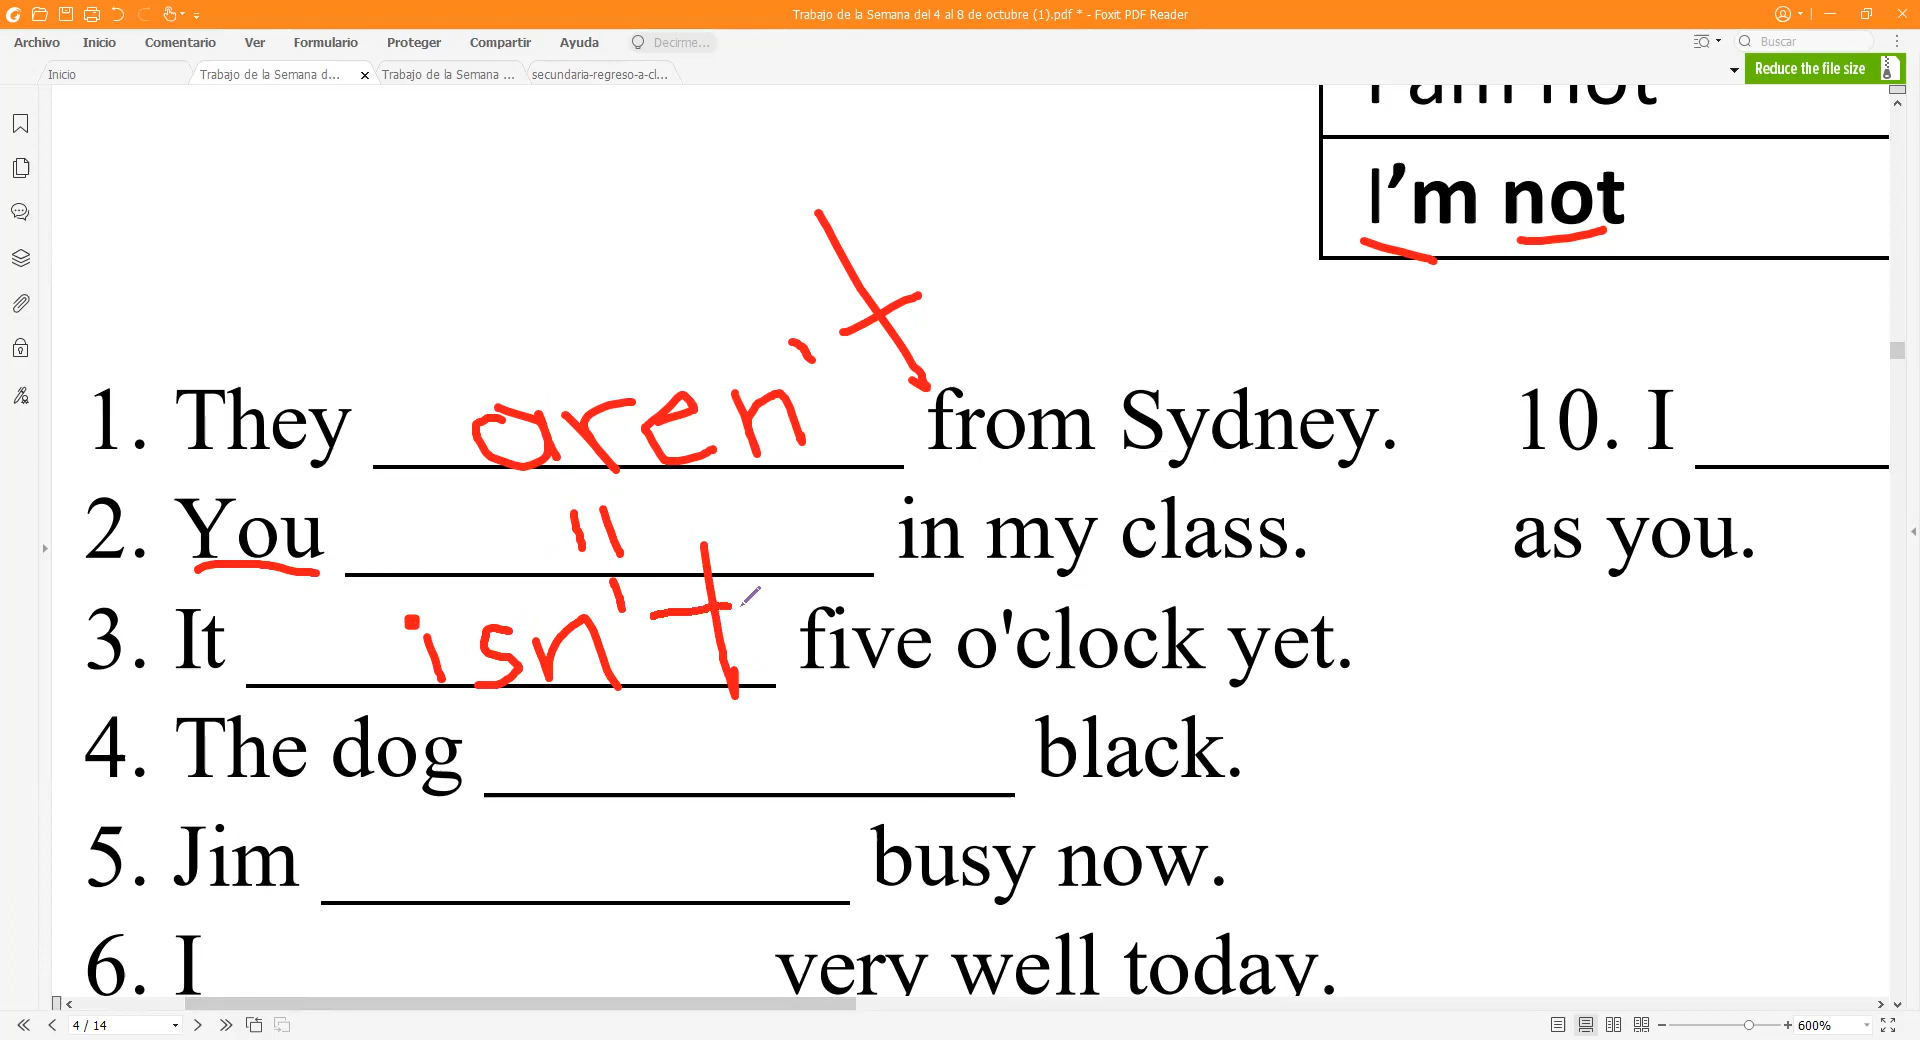 Trabajo de la Semana del 4 al 8 de octubre (1).pdf * - Foxit PDF Reader
Archivo Inicio Comentario Ver Formulario Proteger Compartir Ayuda Decirme... Buscar
Inicio Trabajo de la Semana d... Trabajo de la Semana ... secundaria-regreso-a-cl... Reduce the file size
I am not
I'm not
1. They aren't from Sydney. 10. I
2. You " in my class. as you.
3. It isn't five o'clock yet.
4. The dog black.
5. Jim busy now.
6. I very well today.
4 / 14 600%